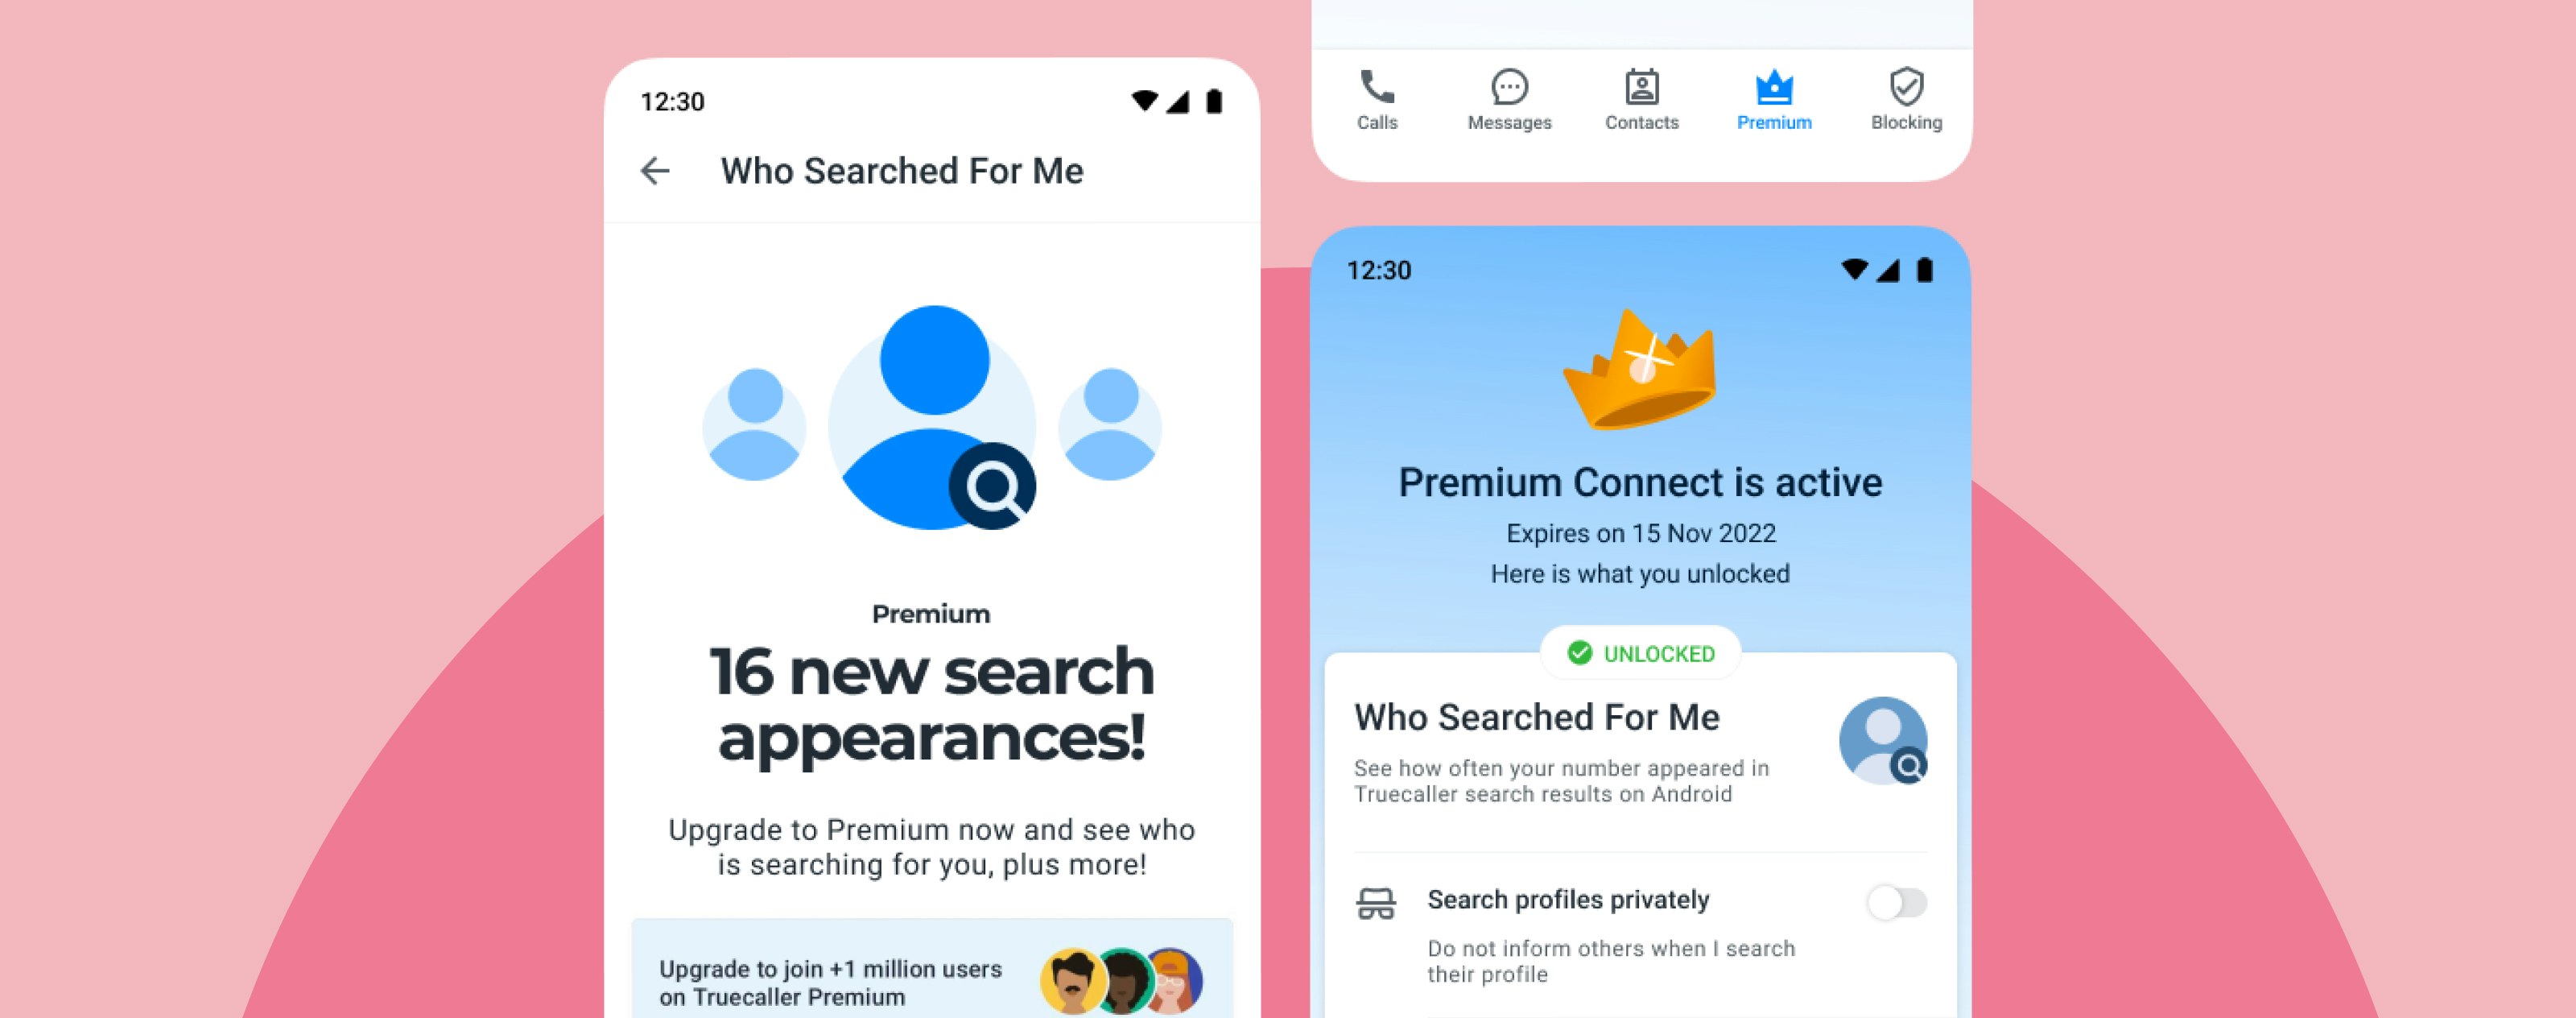 12:30
Who Searched For Me
Premium
16 new search
appearances!
Upgrade to Premium now and see who
is searching for you, plus more!
Upgrade to join +1 million users
on Truecaller Premium
Calls
Messages
Contacts
Premium
Blocking
12:30
Premium Connect is active
Expires on 15 Nov 2022
Here is what you unlocked
UNLOCKED
Who Searched For Me
See how often your number appeared in
Truecaller search results on Android
Search profiles privately
Do not inform others when I search
their profile